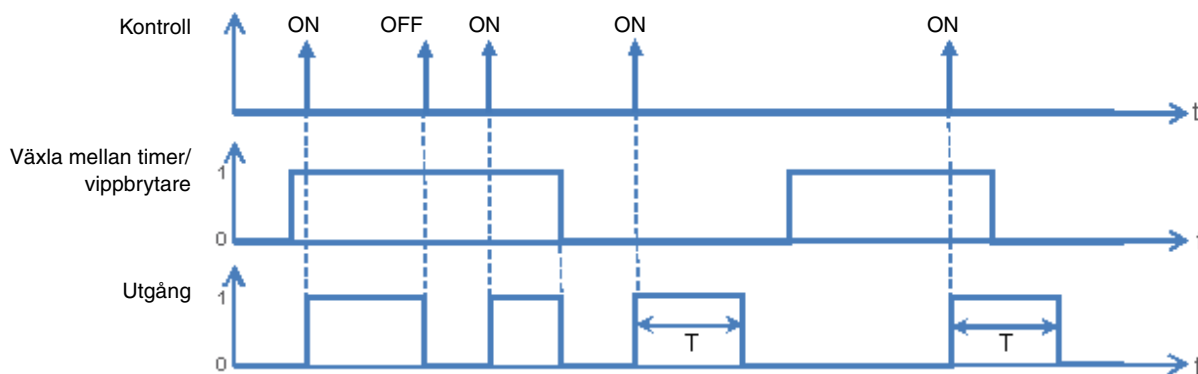 Kontroll
ON OFF ON ON ON
t
Växla mellan timer/
vippbrytare
1
0
t
Utgång
1
T T
0
t